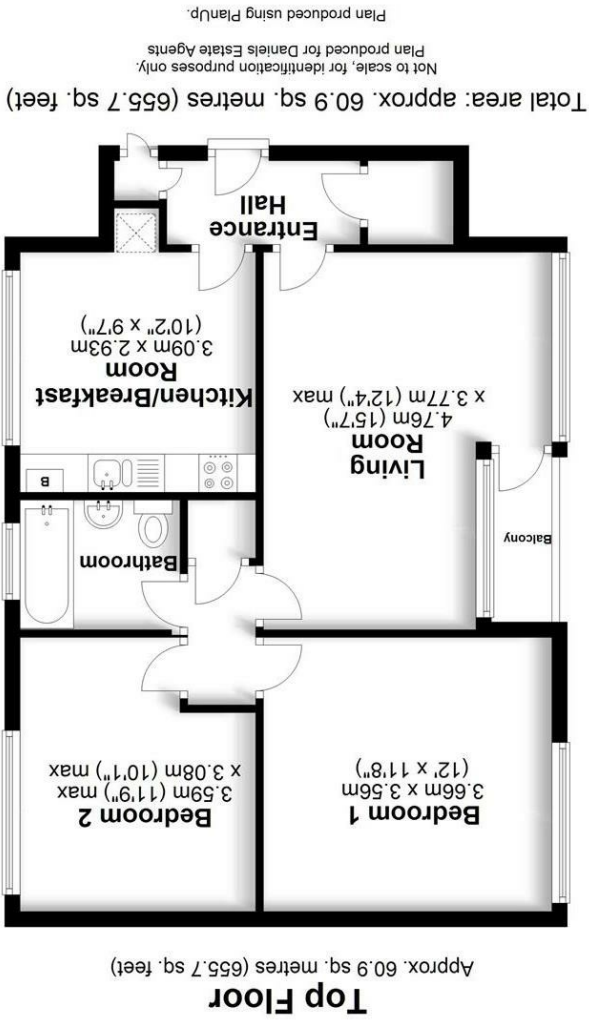 Top Floor
Approx. 60.9 sq. metres (655.7 sq. feet)
Bedroom 1
3.66m x 3.56m
(12' x 11'8")
Bedroom 2
3.59m (11'9") max
x 3.08m (10'1") max
Balcony
Living
Room
4.76m (15'7")
x 3.77m (12'4") max
Bathroom
B
Kitchen/Breakfast
Room
3.09m x 2.93m
(10'2" x 9'7")
Entrance
Hall
Total area: approx. 60.9 sq. metres (655.7 sq. feet)
Not to scale, for identification purposes only.
Plan produced for Daniels Estate Agents
Plan produced using PlanUp.